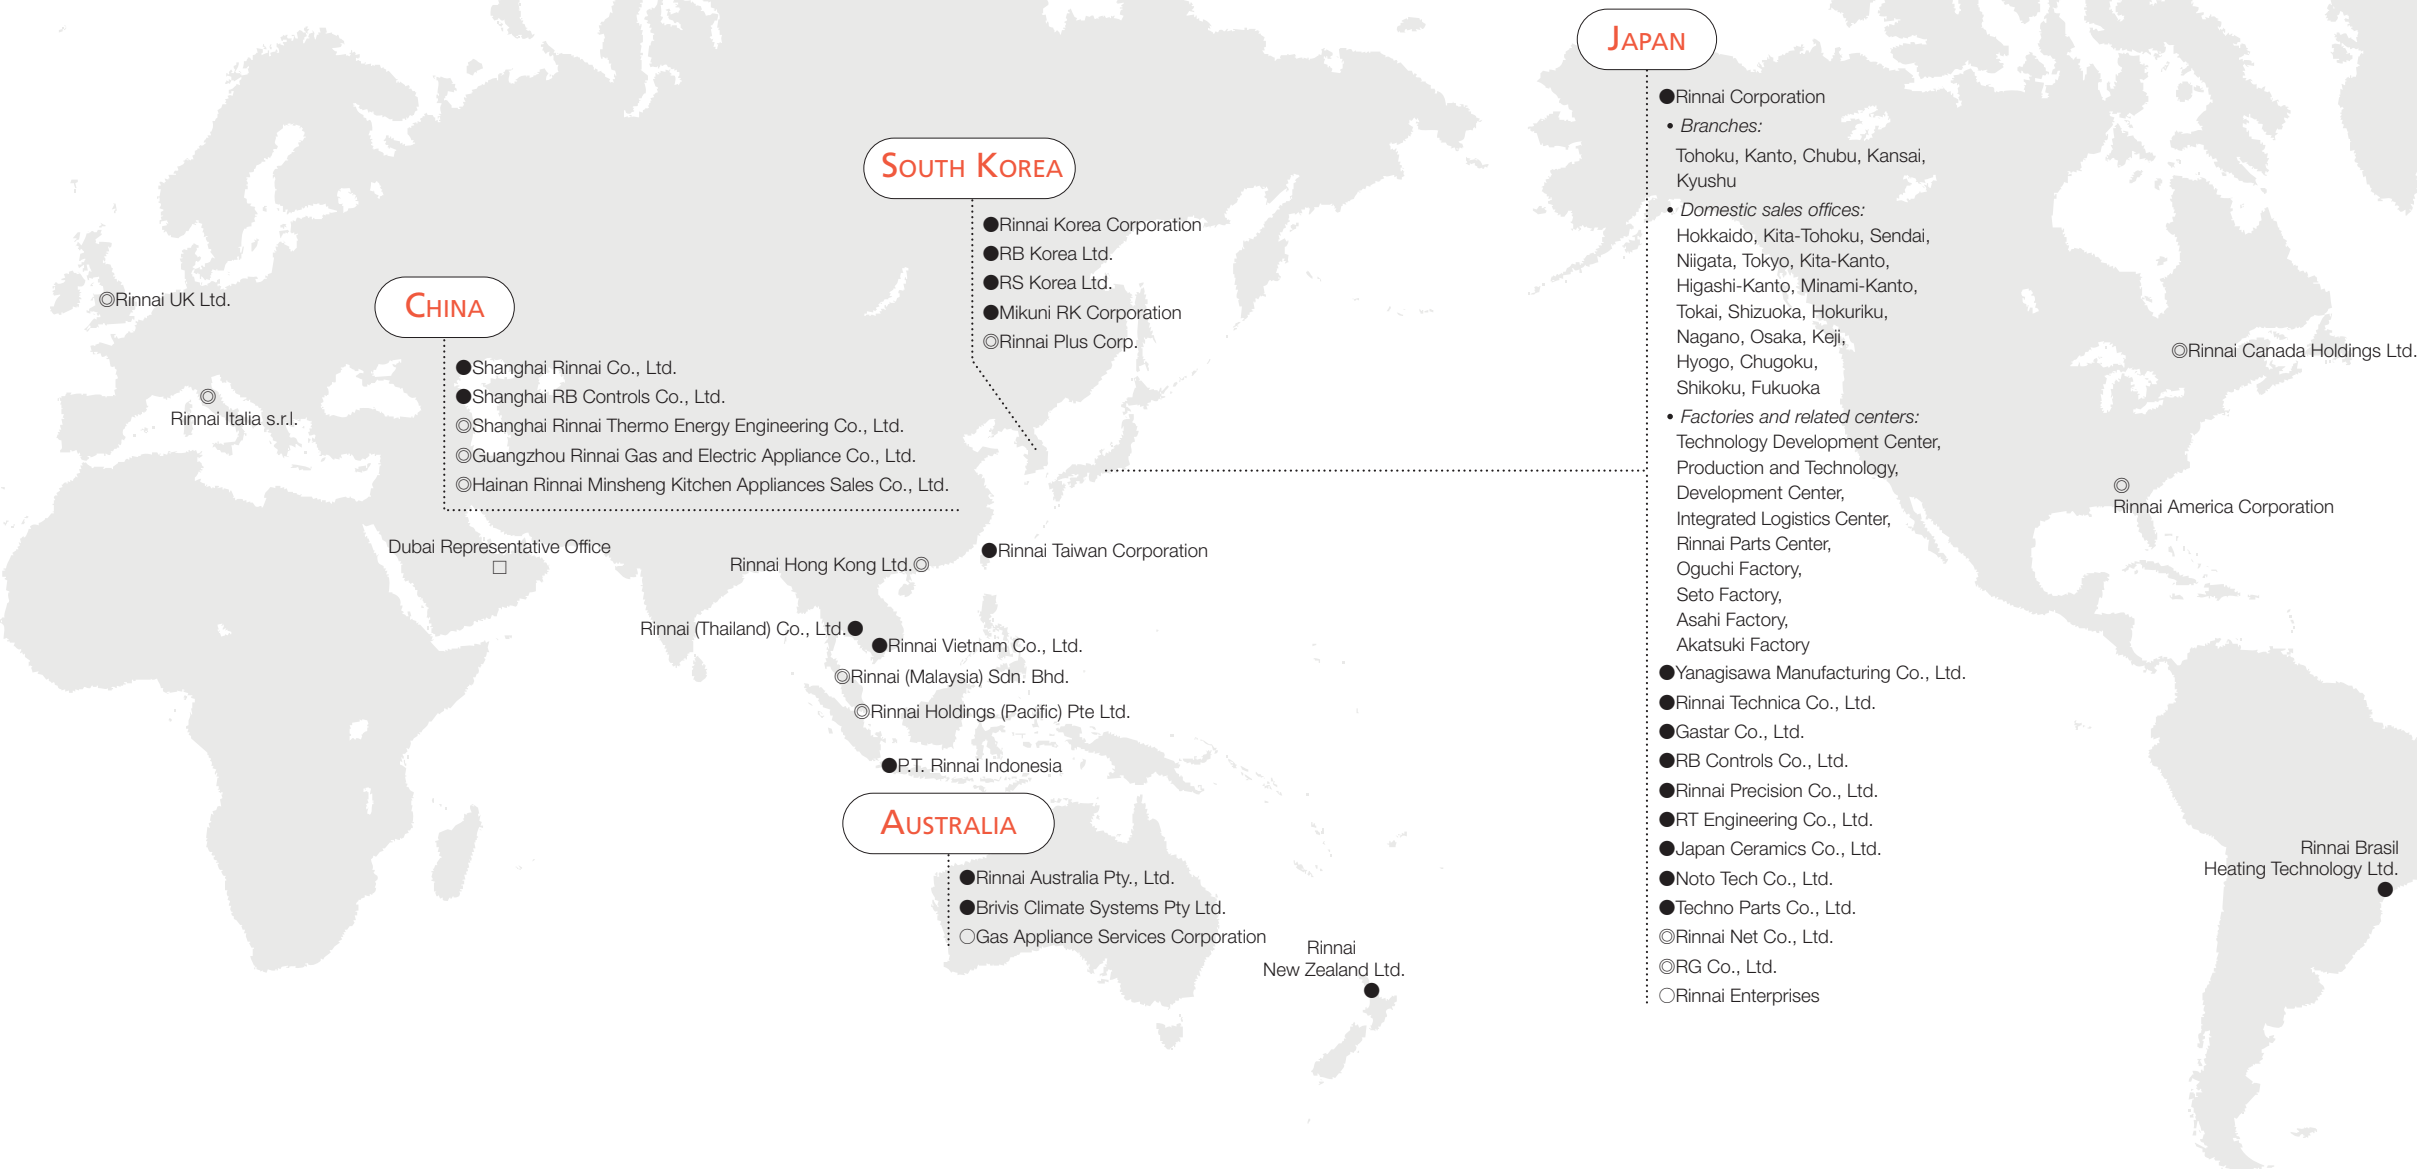 ◎Rinnai UK Ltd.
◎
Rinnai Italia s.r.l.
CHINA
●Shanghai Rinnai Co., Ltd.
●Shanghai RB Controls Co., Ltd.
◎Shanghai Rinnai Thermo Energy Engineering Co., Ltd.
◎Guangzhou Rinnai Gas and Electric Appliance Co., Ltd.
◎Hainan Rinnai Minsheng Kitchen Appliances Sales Co., Ltd.
SOUTH KOREA
●Rinnai Korea Corporation
●RB Korea Ltd.
●RS Korea Ltd.
●Mikuni RK Corporation
◎Rinnai Plus Corp.
Dubai Representative Office
□
Rinnai Hong Kong Ltd.◎
●Rinnai Taiwan Corporation
Rinnai (Thailand) Co., Ltd.●
●Rinnai Vietnam Co., Ltd.
◎Rinnai (Malaysia) Sdn. Bhd.
◎Rinnai Holdings (Pacific) Pte Ltd.
●P.T. Rinnai Indonesia
AUSTRALIA
●Rinnai Australia Pty., Ltd.
●Brivis Climate Systems Pty Ltd.
○Gas Appliance Services Corporation
Rinnai
New Zealand Ltd.
●
JAPAN
●Rinnai Corporation
• Branches:
Tohoku, Kanto, Chubu, Kansai,
Kyushu
• Domestic sales offices:
Hokkaido, Kita-Tohoku, Sendai,
Niigata, Tokyo, Kita-Kanto,
Higashi-Kanto, Minami-Kanto,
Tokai, Shizuoka, Hokuriku,
Nagano, Osaka, Keji,
Hyogo, Chugoku,
Shikoku, Fukuoka
• Factories and related centers:
Technology Development Center,
Production and Technology,
Development Center,
Integrated Logistics Center,
Rinnai Parts Center,
Oguchi Factory,
Seto Factory,
Asahi Factory,
Akatsuki Factory
●Yanagisawa Manufacturing Co., Ltd.
●Rinnai Technica Co., Ltd.
●Gastar Co., Ltd.
●RB Controls Co., Ltd.
●Rinnai Precision Co., Ltd.
●RT Engineering Co., Ltd.
●Japan Ceramics Co., Ltd.
●Noto Tech Co., Ltd.
●Techno Parts Co., Ltd.
◎Rinnai Net Co., Ltd.
◎RG Co., Ltd.
○Rinnai Enterprises
◎Rinnai Canada Holdings Ltd.
◎
Rinnai America Corporation
Rinnai Brasil
Heating Technology Ltd.
●